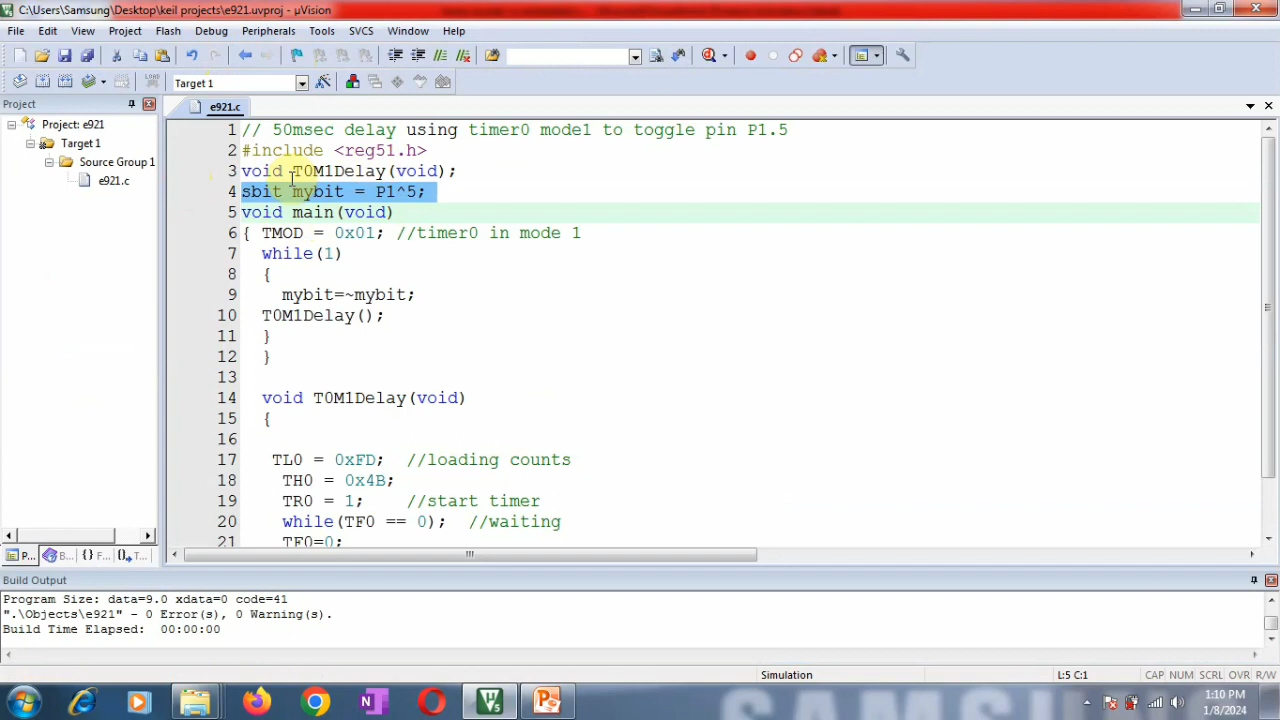 C:\Users\Samsung\Desktop\keil projects\e921.uvproj - µVision
File Edit View Project Flash Debug Peripherals Tools SVCS Window Help
LOAD Target 1
Project
e921.c
Project: e921
Target 1
Source Group 1
e921.c
1 // 50msec delay using timer0 mode1 to toggle pin P1.5
2 #include <reg51.h>
3 void T0M1Delay(void);
4 sbit mybit = P1^5;
5 void main(void)
6 { TMOD = 0x01; //timer0 in mode 1
7 while(1)
8 {
9 mybit=~mybit;
10 T0M1Delay();
11 }
12 }
13
14 void T0M1Delay(void)
15 {
16
17 TL0 = 0xFD; //loading counts
18 TH0 = 0x4B;
19 TR0 = 1; //start timer
20 while(TF0 == 0); //waiting
21 TF0=0;
P... B... {} F... T...
Build Output
Program Size: data=9.0 xdata=0 code=41
".\Objects\e921" - 0 Error(s), 0 Warning(s).
Build Time Elapsed: 00:00:00
Simulation L:5 C:1 CAP NUM SCRL OVR R/W
1:10 PM
1/8/2024